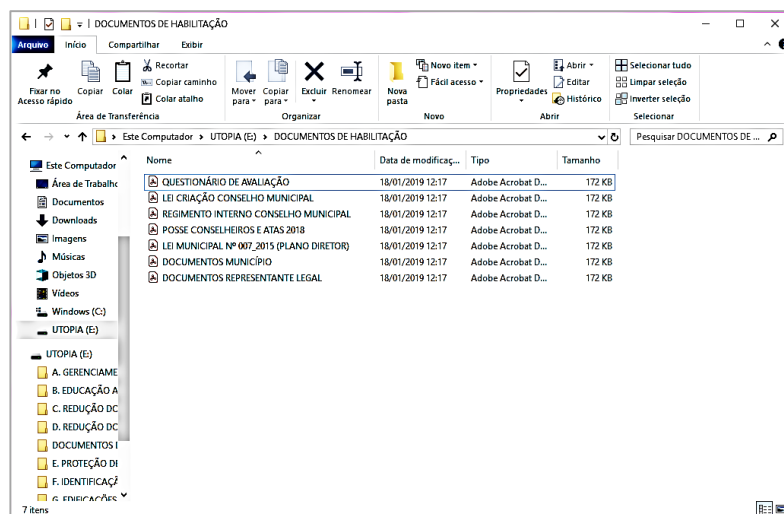 DOCUMENTOS DE HABILITAÇÃO
Arquivo Início Compartilhar Exibir
Fixar no Acesso rápido
Copiar
Colar
Recortar
Copiar caminho
Colar atalho
Mover para
Copiar para
Excluir
Renomear
Nova pasta
Novo item
Fácil acesso
Propriedades
Abrir
Editar
Histórico
Selecionar tudo
Limpar seleção
Inverter seleção
Área de Transferência Organizar Novo Abrir Selecionar
Este Computador > UTOPIA (E:) > DOCUMENTOS DE HABILITAÇÃO
Pesquisar DOCUMENTOS DE ...
Este Computador
Área de Trabalho
Documentos
Downloads
Imagens
Músicas
Objetos 3D
Vídeos
Windows (C:)
UTOPIA (E:)
UTOPIA (E:)
A. GERENCIAME
B. EDUCAÇÃO A
C. REDUÇÃO DO
D. REDUÇÃO DO
DOCUMENTOS
E. PROTEÇÃO DE
F. IDENTIFICAÇÃ
G. EDIFICAÇÕES
Nome Data de modificaç... Tipo Tamanho
QUESTIONÁRIO DE AVALIAÇÃO 18/01/2019 12:17 Adobe Acrobat D... 172 KB
LEI CRIAÇÃO CONSELHO MUNICIPAL 18/01/2019 12:17 Adobe Acrobat D... 172 KB
REGIMENTO INTERNO CONSELHO MUNICIPAL 18/01/2019 12:17 Adobe Acrobat D... 172 KB
POSSE CONSELHEIROS E ATAS 2018 18/01/2019 12:17 Adobe Acrobat D... 172 KB
LEI MUNICIPAL Nº 007_2015 (PLANO DIRETOR) 18/01/2019 12:17 Adobe Acrobat D... 172 KB
DOCUMENTOS MUNICÍPIO 18/01/2019 12:17 Adobe Acrobat D... 172 KB
DOCUMENTOS REPRESENTANTE LEGAL 18/01/2019 12:17 Adobe Acrobat D... 172 KB
7 itens